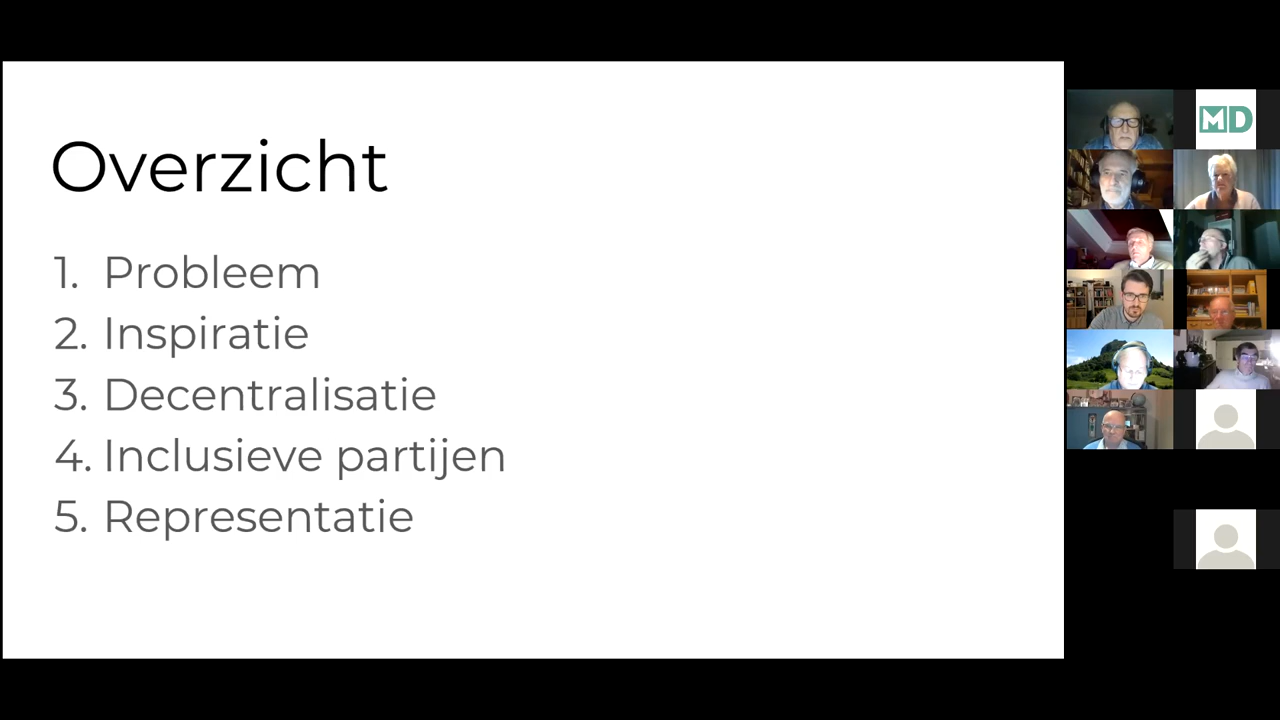 Overzicht
1. Probleem
2. Inspiratie
3. Decentralisatie
4. Inclusieve partijen
5. Representatie
MD